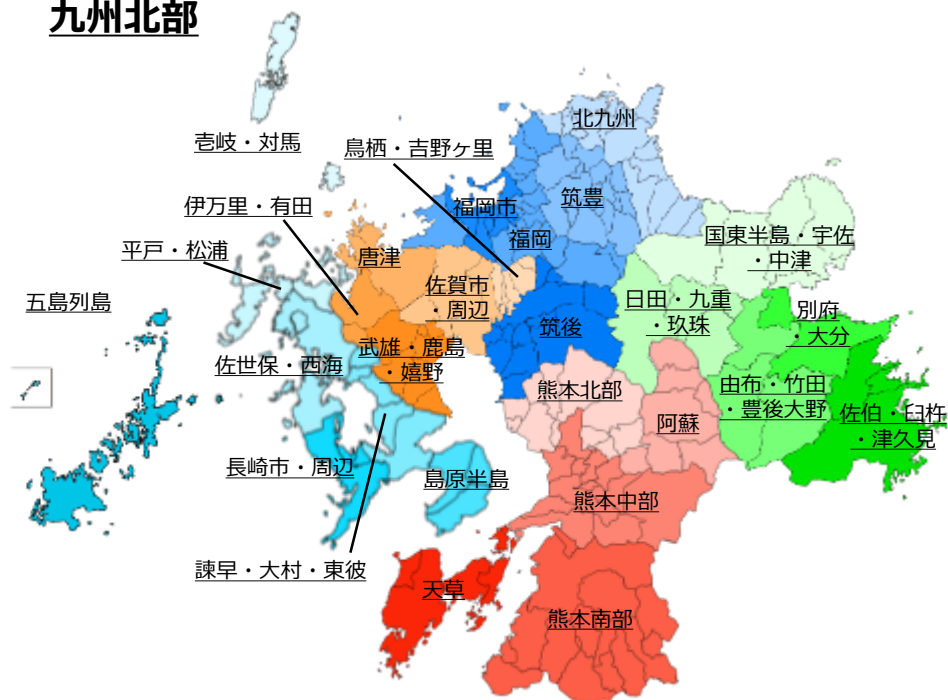 九州北部
北九州
壱岐・対馬
鳥栖・吉野ヶ里
伊万里・有田
福岡市
筑豊
平戸・松浦
唐津
福岡
国東半島・宇佐
・中津
五島列島
佐賀市
・周辺
日田・九重
・玖珠
別府
・大分
筑後
佐世保・西海
武雄・鹿島
・嬉野
熊本北部
由布・竹田
・豊後大野
阿蘇
佐伯・臼杵
・津久見
長崎市・周辺
島原半島
熊本中部
諫早・大村・東彼
天草
熊本南部